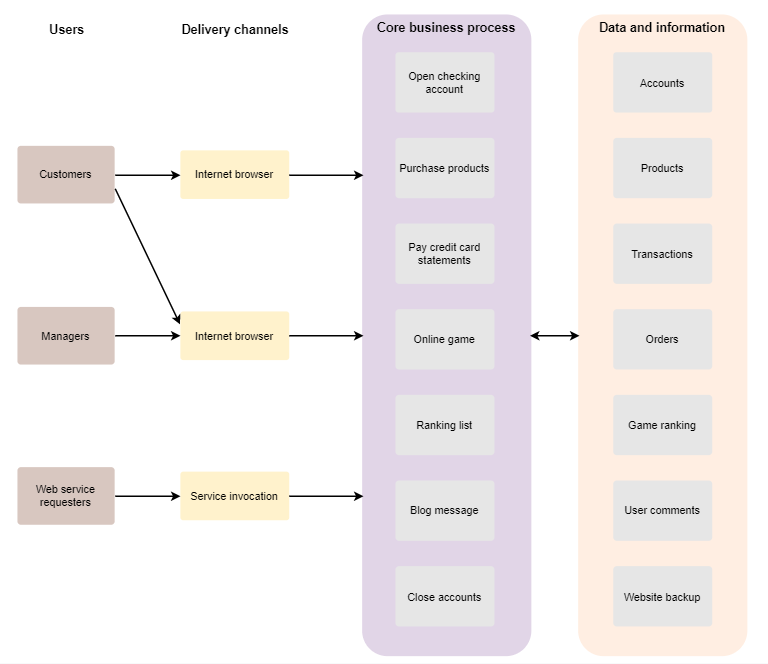 Users
Delivery channels
Core business process
Data and information
Customers
Managers
Web service
requesters
Internet browser
Internet browser
Service invocation
Open checking
account
Purchase products
Pay credit card
statements
Online game
Ranking list
Blog message
Close accounts
Accounts
Products
Transactions
Orders
Game ranking
User comments
Website backup